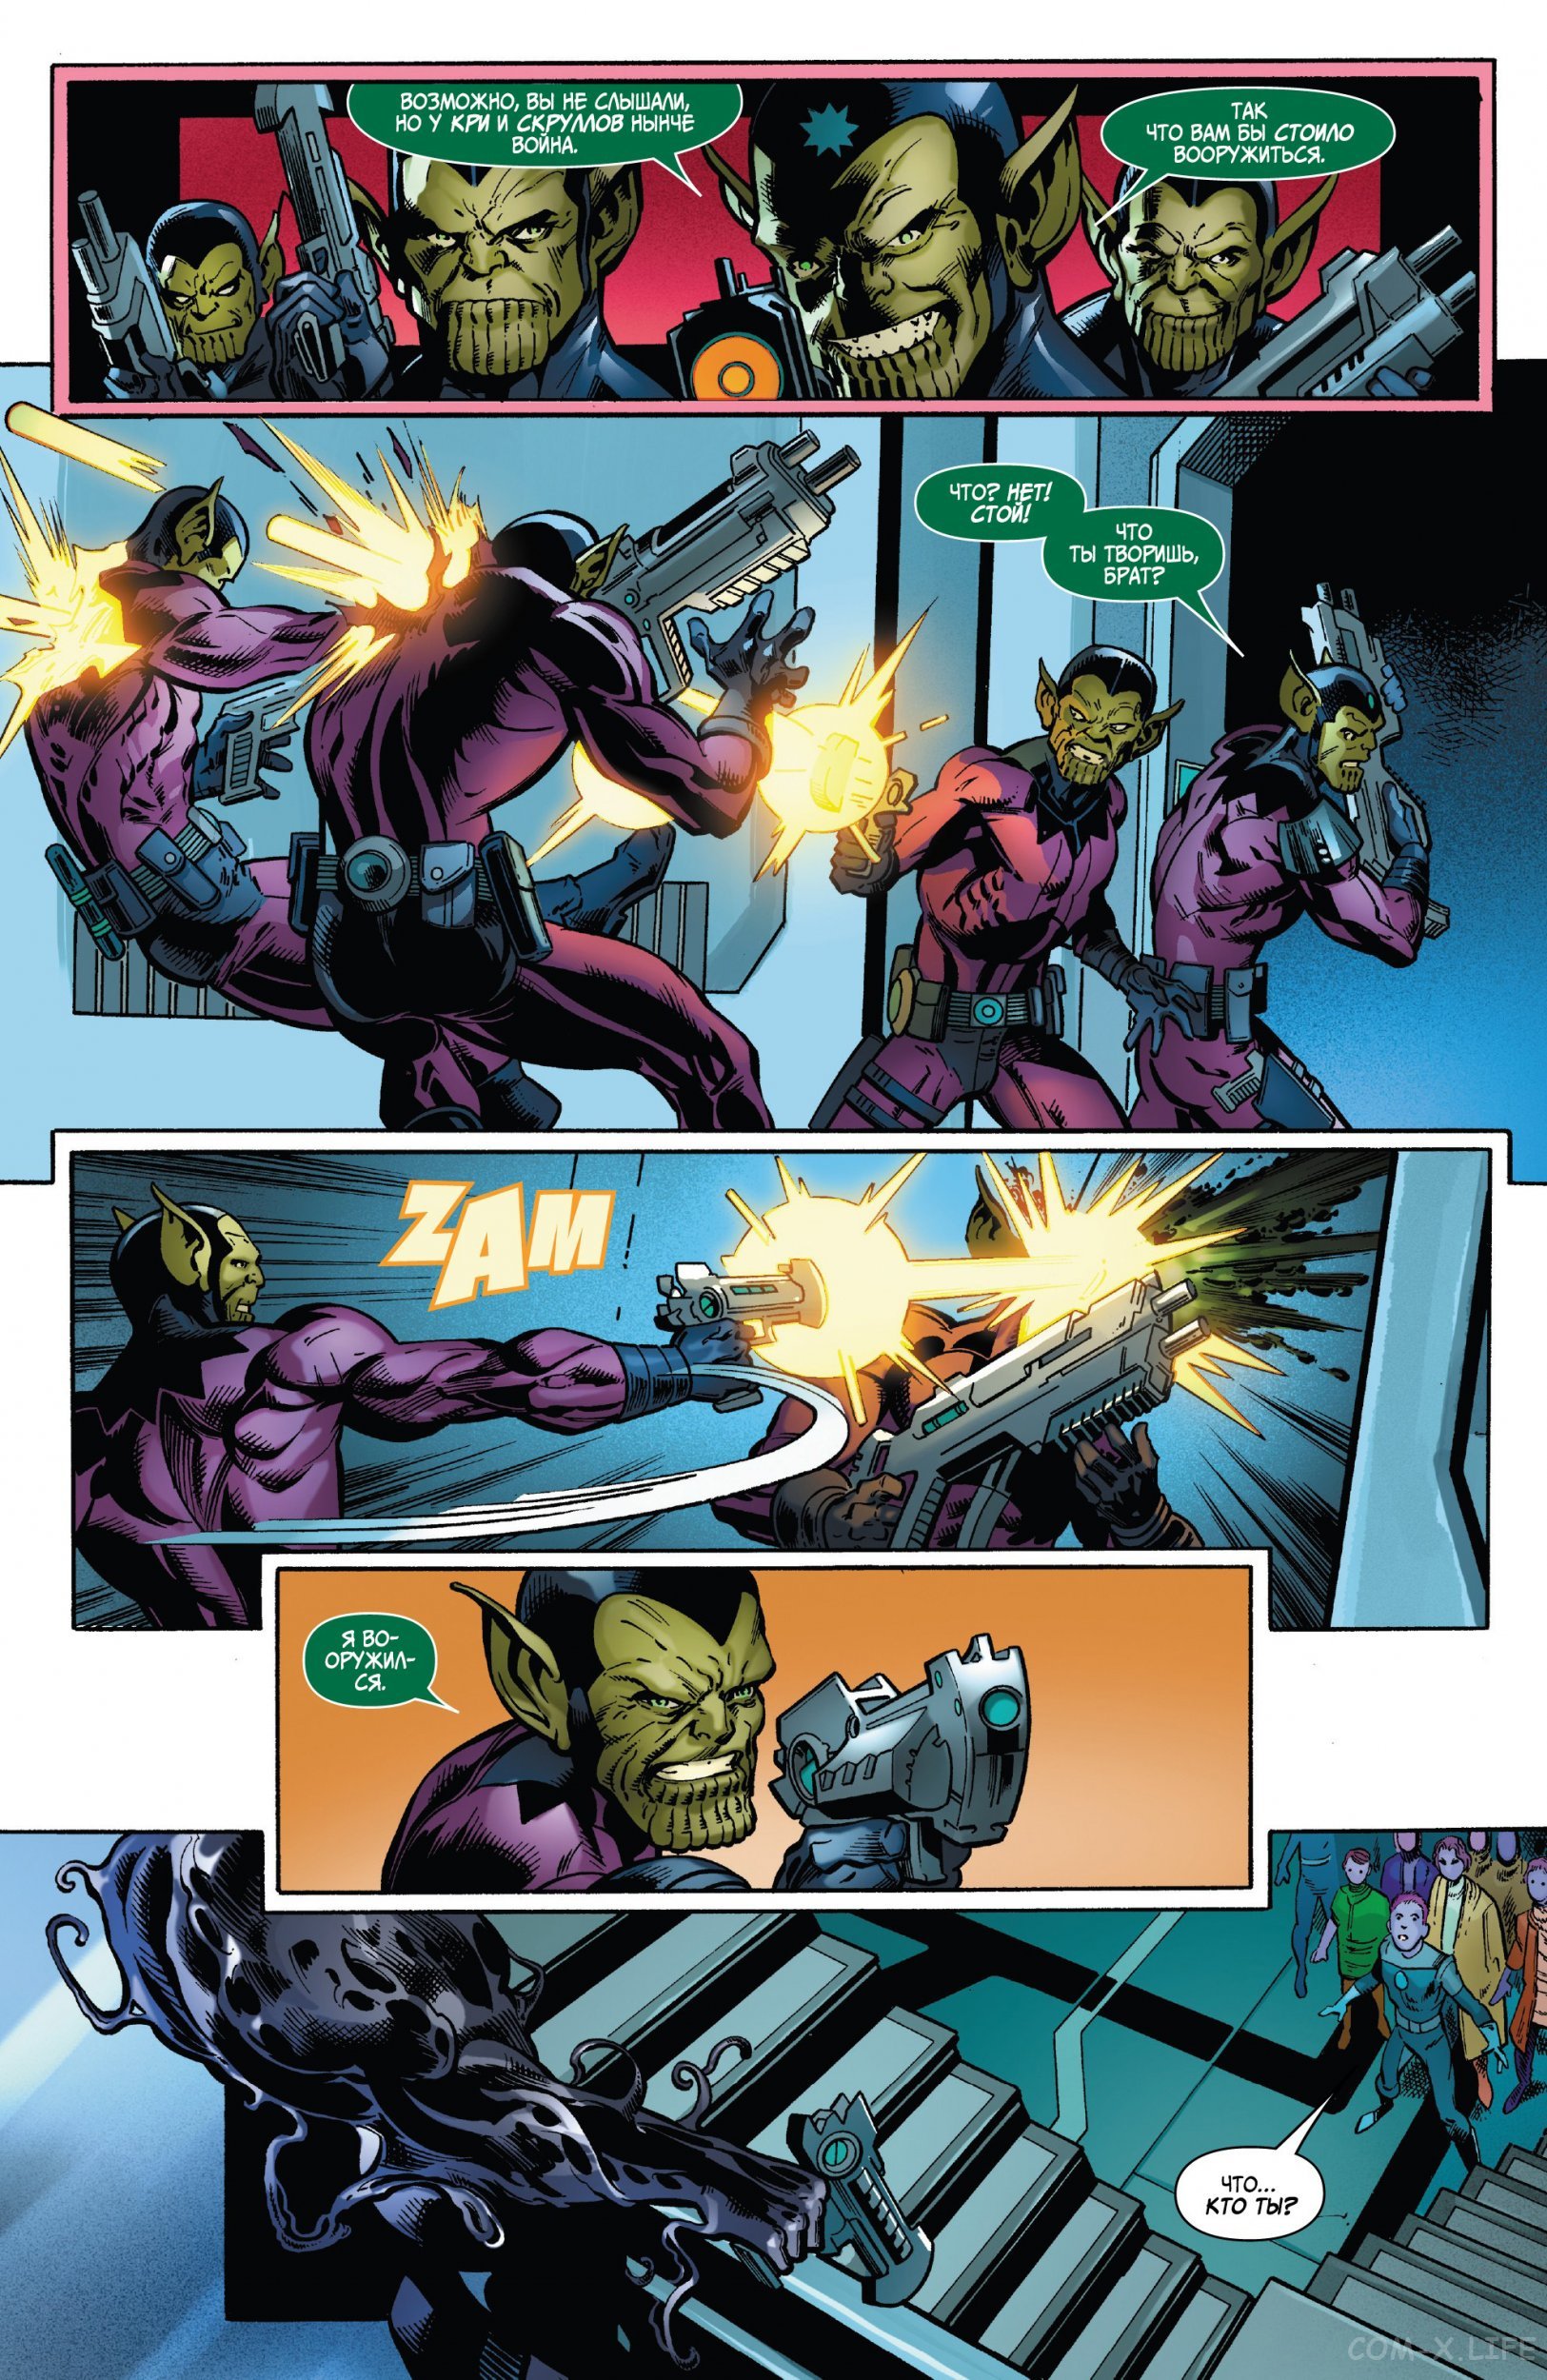 ВОЗМОЖНО, ВЫ НЕ СЛЫШАЛИ,
НО У КРИ И СКРУЛЛОВ НЫНЧЕ
ВОЙНА.
ТАК
ЧТО ВАМ БЫ СТОИЛО
ВООРУЖИТЬСЯ.
ЧТО? НЕТ!
СТОЙ!
ЧТО
ТЫ ТВОРИШЬ,
БРАТ?
ZAM
Я ВО-
ОРУЖИЛ-
СЯ.
ЧТО...
КТО ТЫ?
COM-X.LIFE